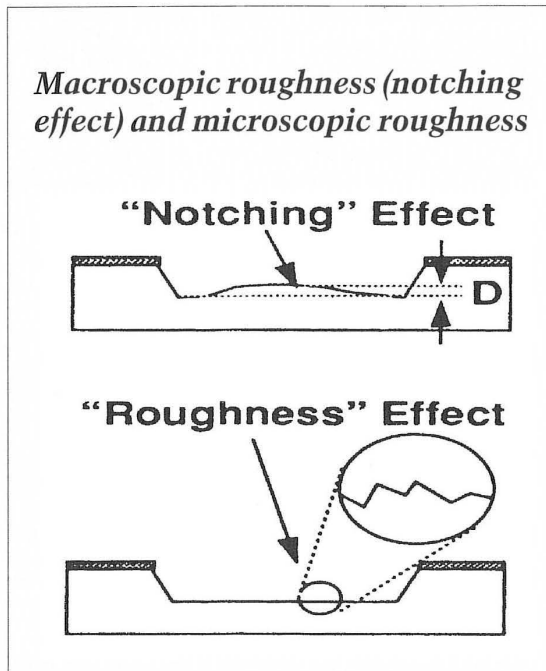 Macroscopic roughness (notching
effect) and microscopic roughness
“Notching” Effect
D
“Roughness” Effect